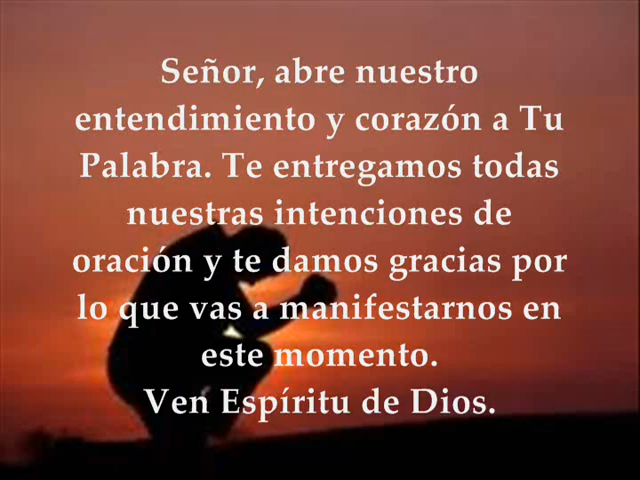 Señor, abre nuestro
entendimiento y corazón a Tu
Palabra. Te entregamos todas
nuestras intenciones de
oración y te damos gracias por
lo que vas a manifestarnos en
este momento.
Ven Espíritu de Dios.